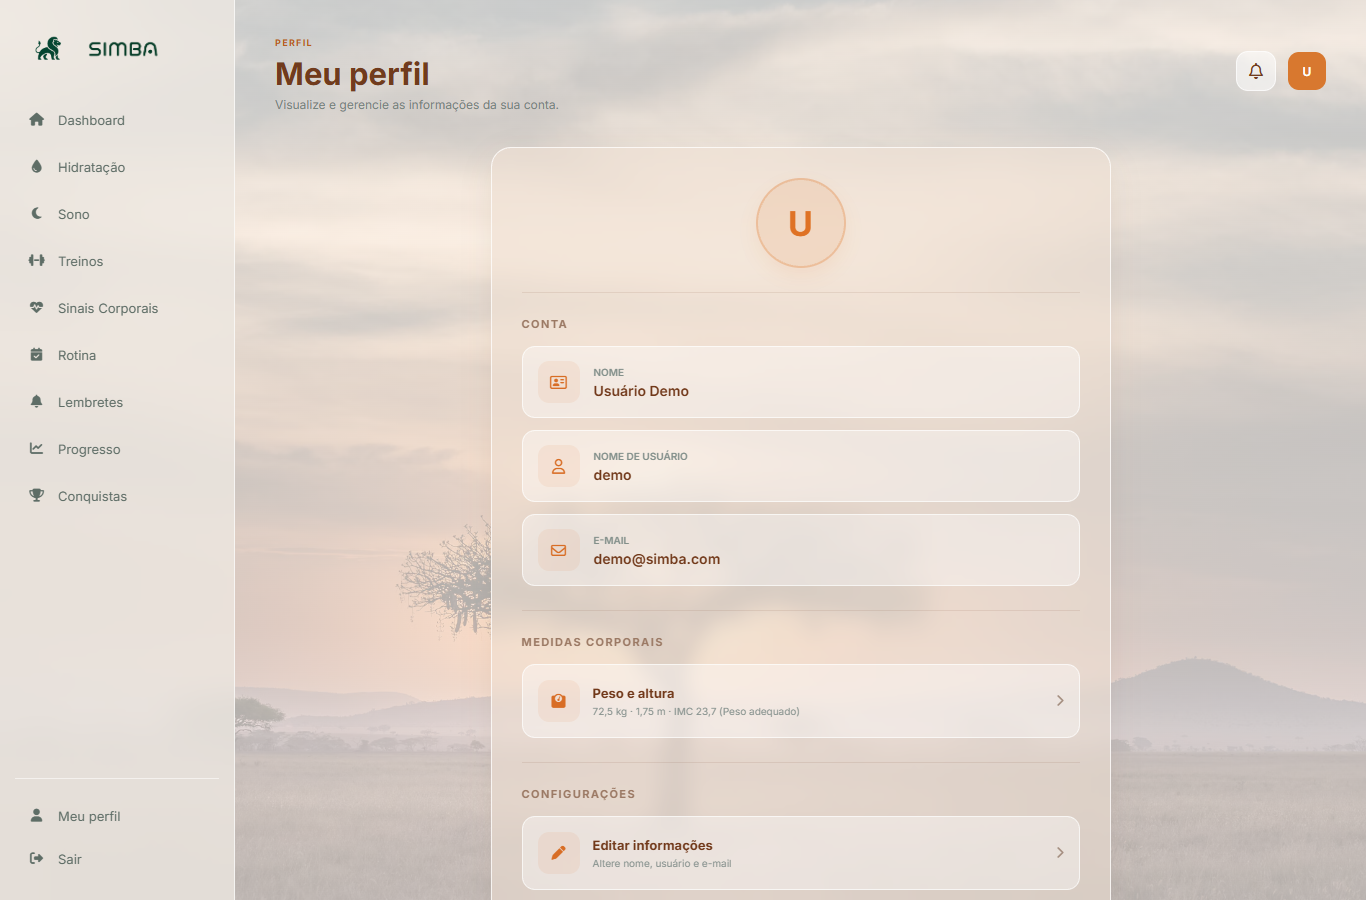 SIMBA
Dashboard
Hidratação
Sono
Treinos
Sinais Corporais
Rotina
Lembretes
Progresso
Conquistas
Meu perfil
Sair
PERFIL
Meu perfil
Visualize e gerencie as informações da sua conta.
U
U
CONTA
NOME
Usuário Demo
NOME DE USUÁRIO
demo
E-MAIL
demo@simba.com
MEDIDAS CORPORAIS
Peso e altura
72,5 kg · 1,75 m · IMC 23,7 (Peso adequado)
CONFIGURAÇÕES
Editar informações
Altere nome, usuário e e-mail